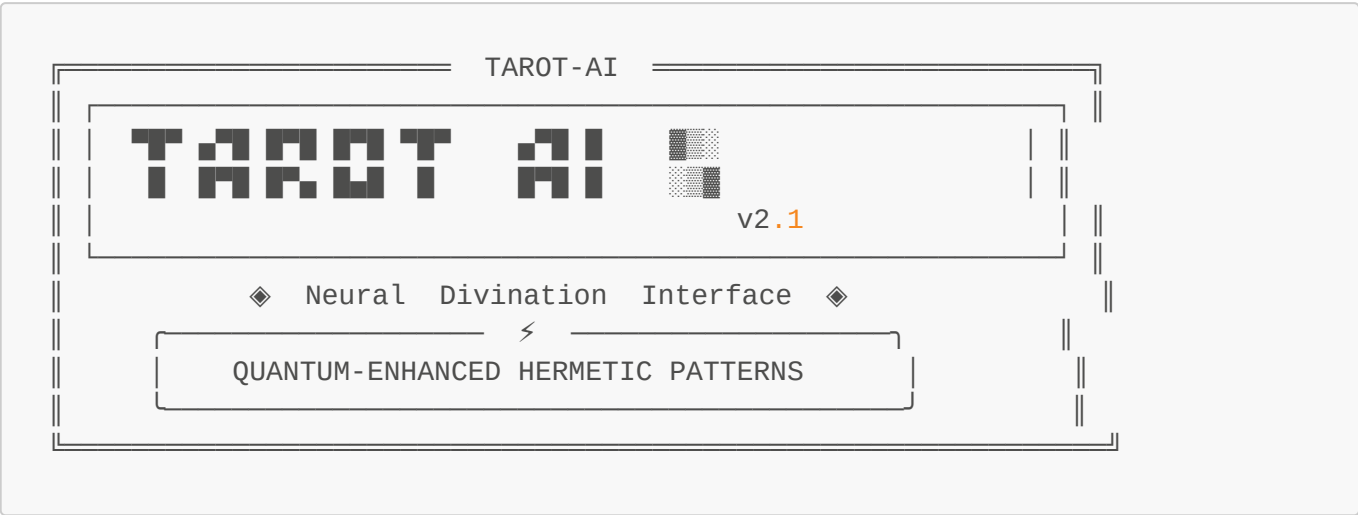 TAROT-AI
TAROT AI
v2.1
◈ Neural Divination Interface ◈
⚡
QUANTUM-ENHANCED HERMETIC PATTERNS